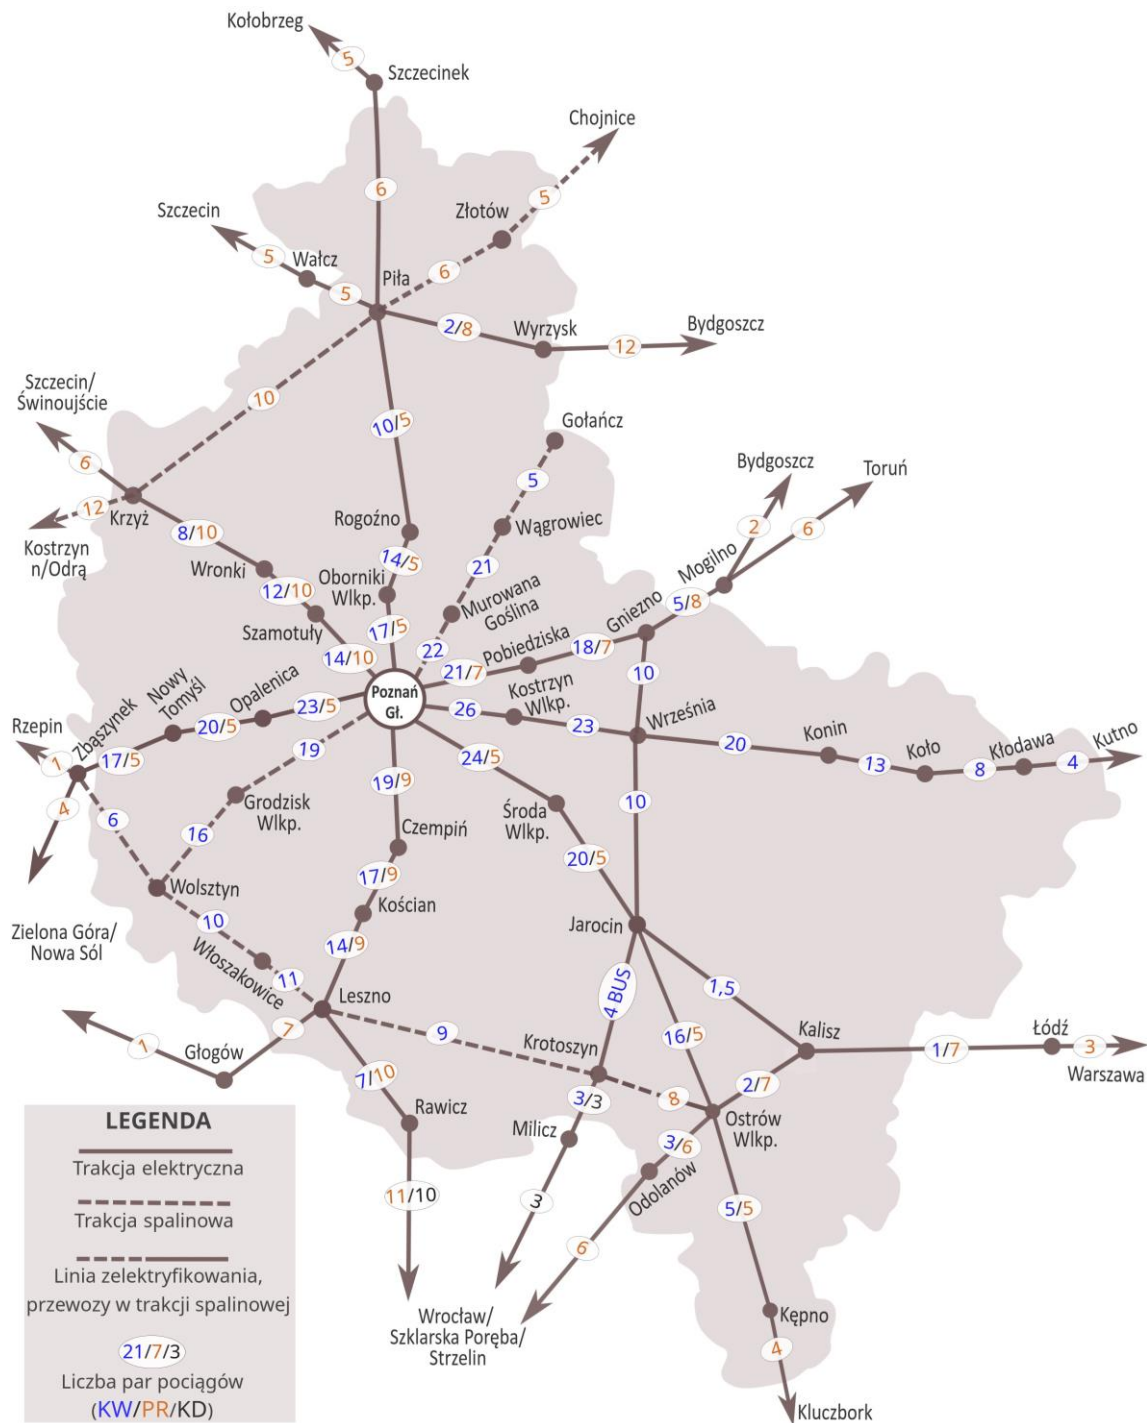 Kołobrzeg
5
Szczecinek
Chojnice
6
5
Szczecin
Złotów
5
Wałcz
6
5
Piła
2/8
Wyrzysk
12
Bydgoszcz
Szczecin/
Świnoujście
10
10/5
Gołańcz
6
5
Bydgoszcz
Toruń
12
Krzyż
Kostrzyn
n/Odrą
8/10
Rogoźno
Wągrowiec
2
6
Wronki
14/5
21
Mogilno
12/10
Oborniki
Wlkp.
Murowana
Goślina
5/8
Szamotuły
17/5
Gniezno
14/10
22
Pobiedziska
18/7
21/7
10
Nowy
Tomyśl
Opalenica
Poznań
Gł.
Kostrzyn
Wlkp.
Zbąszynek
20/5
23/5
26
23
Września
Rzepin
17/5
19
20
Konin
Kutno
1
24/5
13
Koło
Kłodawa
4
8
4
6
Grodzisk
Wlkp.
19/9
10
16
Czempiń
Środa
Wlkp.
17/9
20/5
Wolsztyn
Kościan
10
Jarocin
Zielona Góra/
Nowa Sól
Włoszakowice
14/9
11
4 BUS
1,5
Leszno
7
9
16/5
Kalisz
Łódź
1
Krotoszyn
1/7
3
Głogów
7/10
8
2/7
Warszawa
3/3
Rawicz
Milicz
Ostrów
Wlkp.
3/6
Odolanów
11/10
3
5/5
6
Wrocław/
Szklarska Poręba/
Strzelin
Kępno
4
Kluczbork
LEGENDA
Trakcja elektryczna
Trakcja spalinowa
Linia zelektryfikowania,
przewozy w trakcji spalinowej
21/7/3
Liczba par pociągów
(KW/PR/KD)